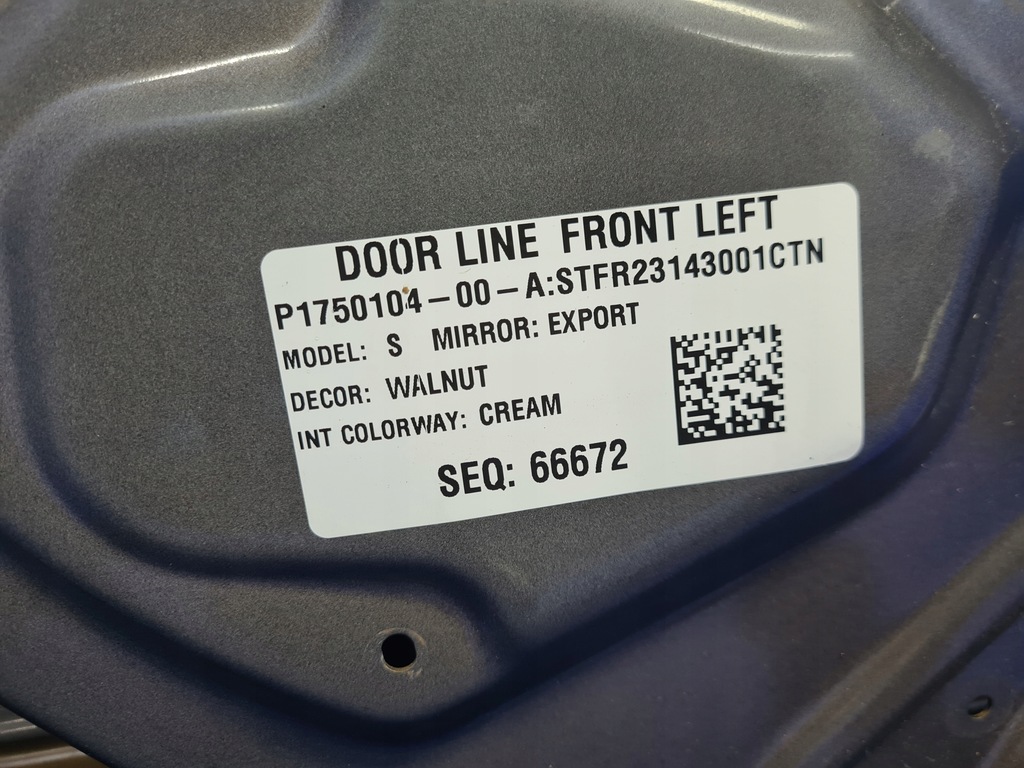 DOOR LINE FRONT LEFT
P1750104-00-A:STFR23143001CTN
MODEL: S MIRROR: EXPORT
DECOR: WALNUT
INT COLORWAY: CREAM
SEQ: 66672